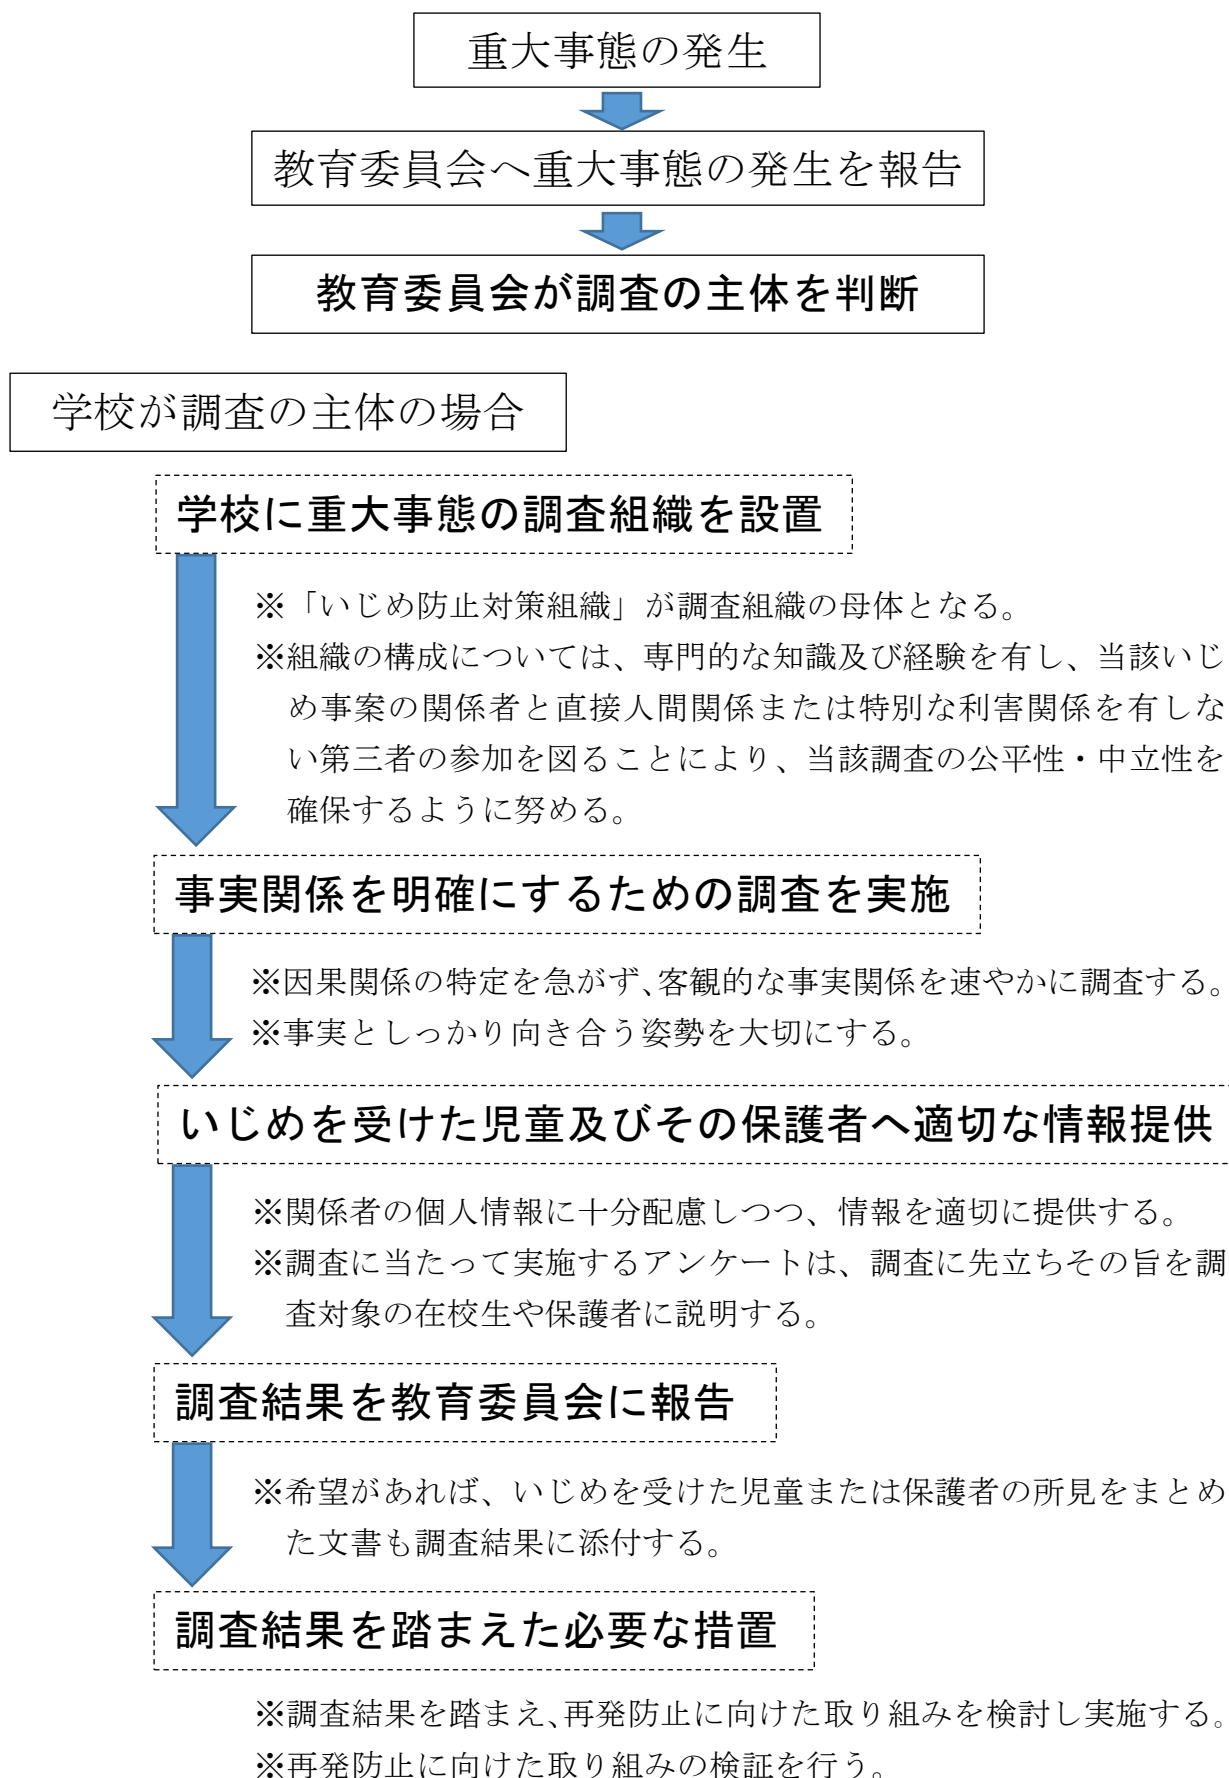 重大事態の発生
教育委員会へ重大事態の発生を報告
教育委員会が調査の主体を判断
学校が調査の主体の場合
学校に重大事態の調査組織を設置
※「いじめ防止対策組織」が調査組織の母体となる。
※組織の構成については、専門的な知識及び経験を有し、当該いじ
め事案の関係者と直接人間関係または特別な利害関係を有しな
い第三者の参加を図ることにより、当該調査の公平性・中立性を
確保するように努める。
事実関係を明確にするための調査を実施
※因果関係の特定を急がず、客観的な事実関係を速やかに調査する。
※事実としっかり向き合う姿勢を大切にする。
いじめを受けた児童及びその保護者へ適切な情報提供
※関係者の個人情報に十分配慮しつつ、情報を適切に提供する。
※調査に当たって実施するアンケートは、調査に先立ちその旨を調
査対象の在校生や保護者に説明する。
調査結果を教育委員会に報告
※希望があれば、いじめを受けた児童または保護者の所見をまとめ
た文書も調査結果に添付する。
調査結果を踏まえた必要な措置
※調査結果を踏まえ、再発防止に向けた取り組みを検討し実施する。
※再発防止に向けた取り組みの検証を行う。